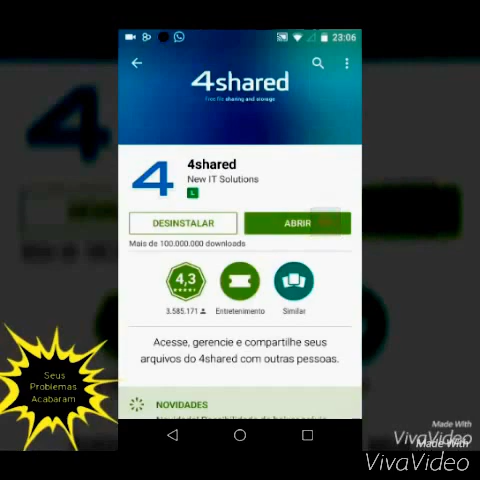 23:06
4shared
Free file sharing and storage
4shared
New IT Solutions
L
DESINSTALAR
ABRIR
Mais de 100.000.000 downloads
4,3
3.585.171
Entretenimento
Similar
Acesse, gerencie e compartilhe seus
arquivos do 4shared com outras pessoas.
NOVIDADES
Seus
Problemas
Acabaram
Made With
VivaVideo
Made With
VivaVideo